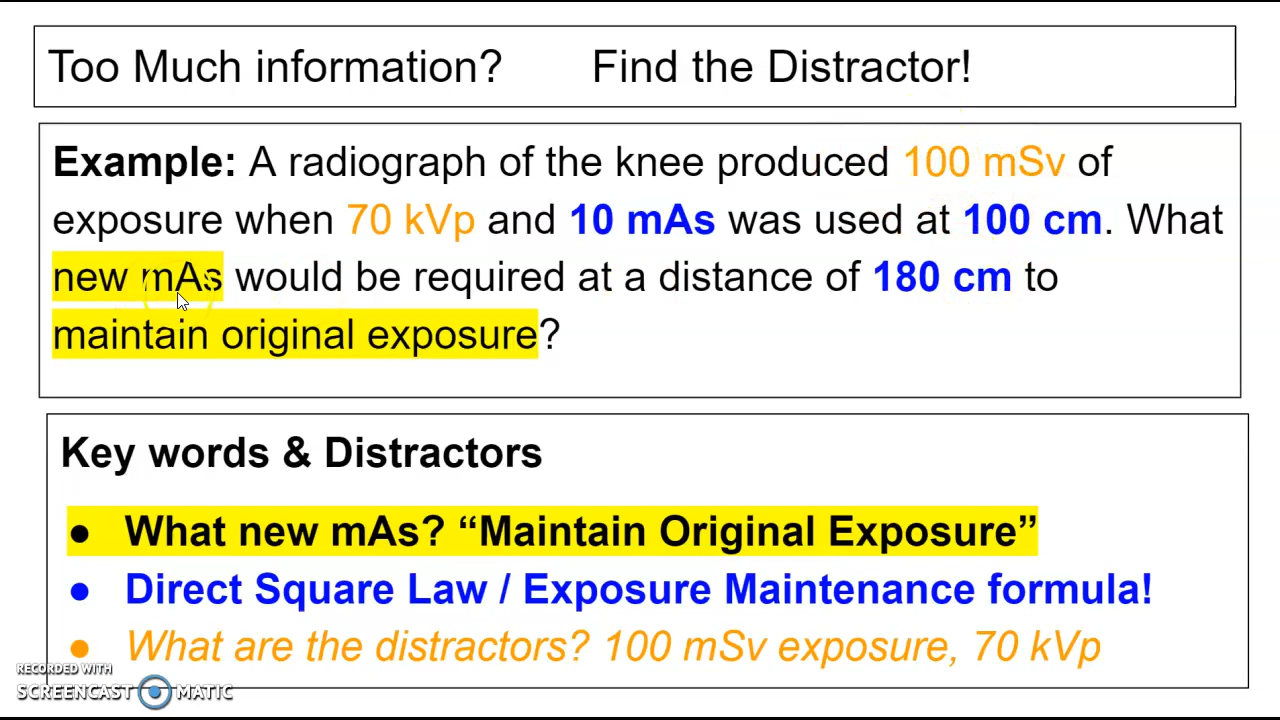 Too Much information? Find the Distractor!
Example: A radiograph of the knee produced 100 mSv of
exposure when 70 kVp and 10 mAs was used at 100 cm. What
new mAs would be required at a distance of 180 cm to
maintain original exposure?
Key words & Distractors
● What new mAs? “Maintain Original Exposure”
● Direct Square Law / Exposure Maintenance formula!
● What are the distractors? 100 mSv exposure, 70 kVp
RECORDED WITH
SCREENCAST MATIC